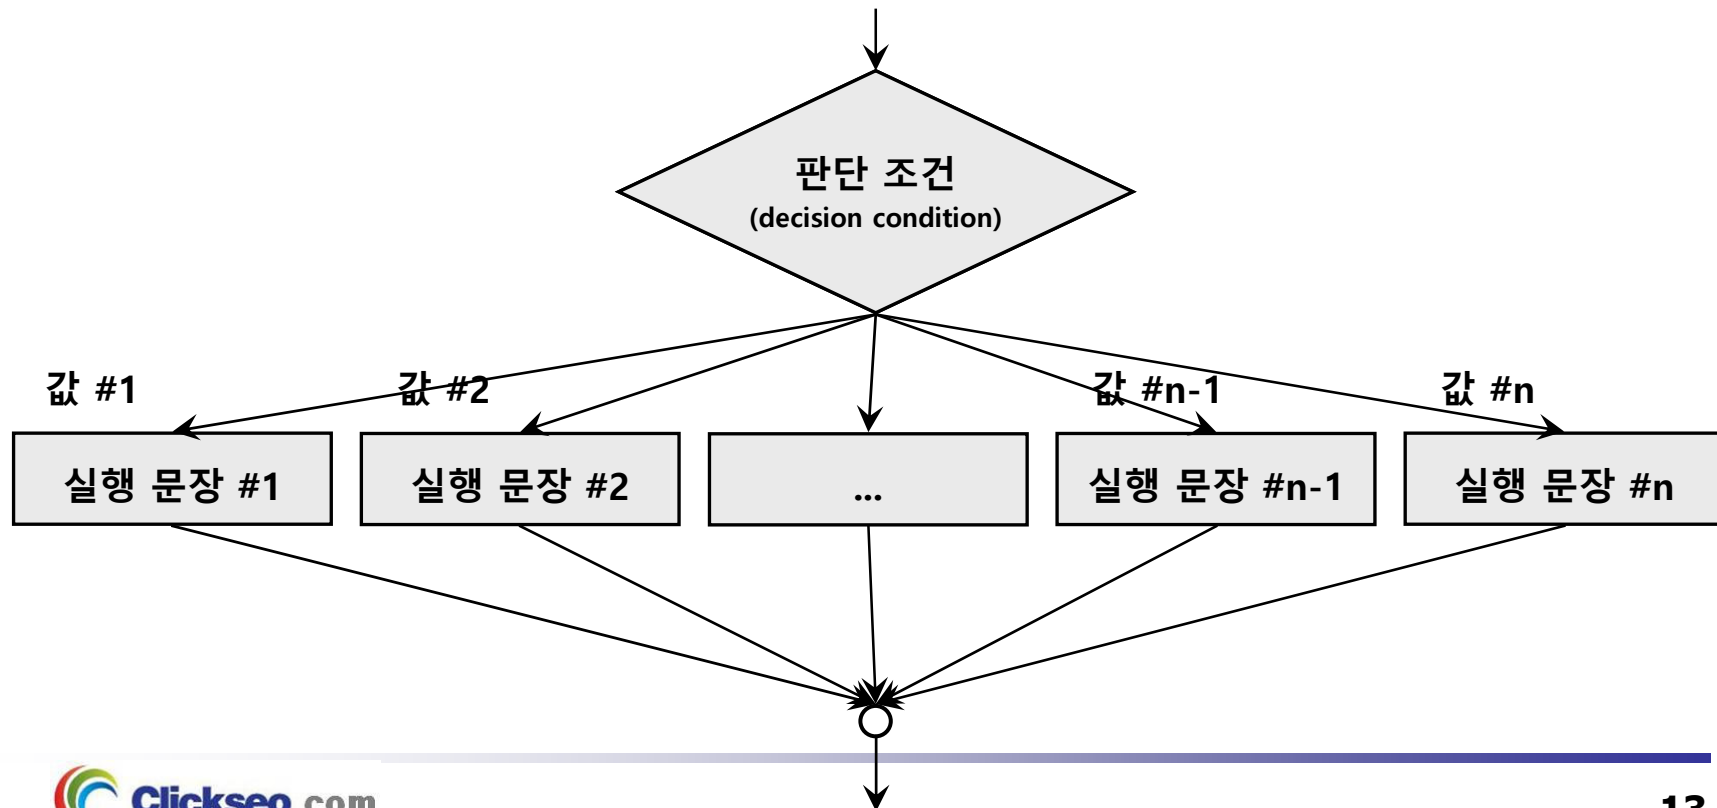 판단 조건
(decision condition)
값 #1
값 #2
값 #n-1
값 #n
실행 문장 #1
실행 문장 #2
...
실행 문장 #n-1
실행 문장 #n
Clickseo.com
13